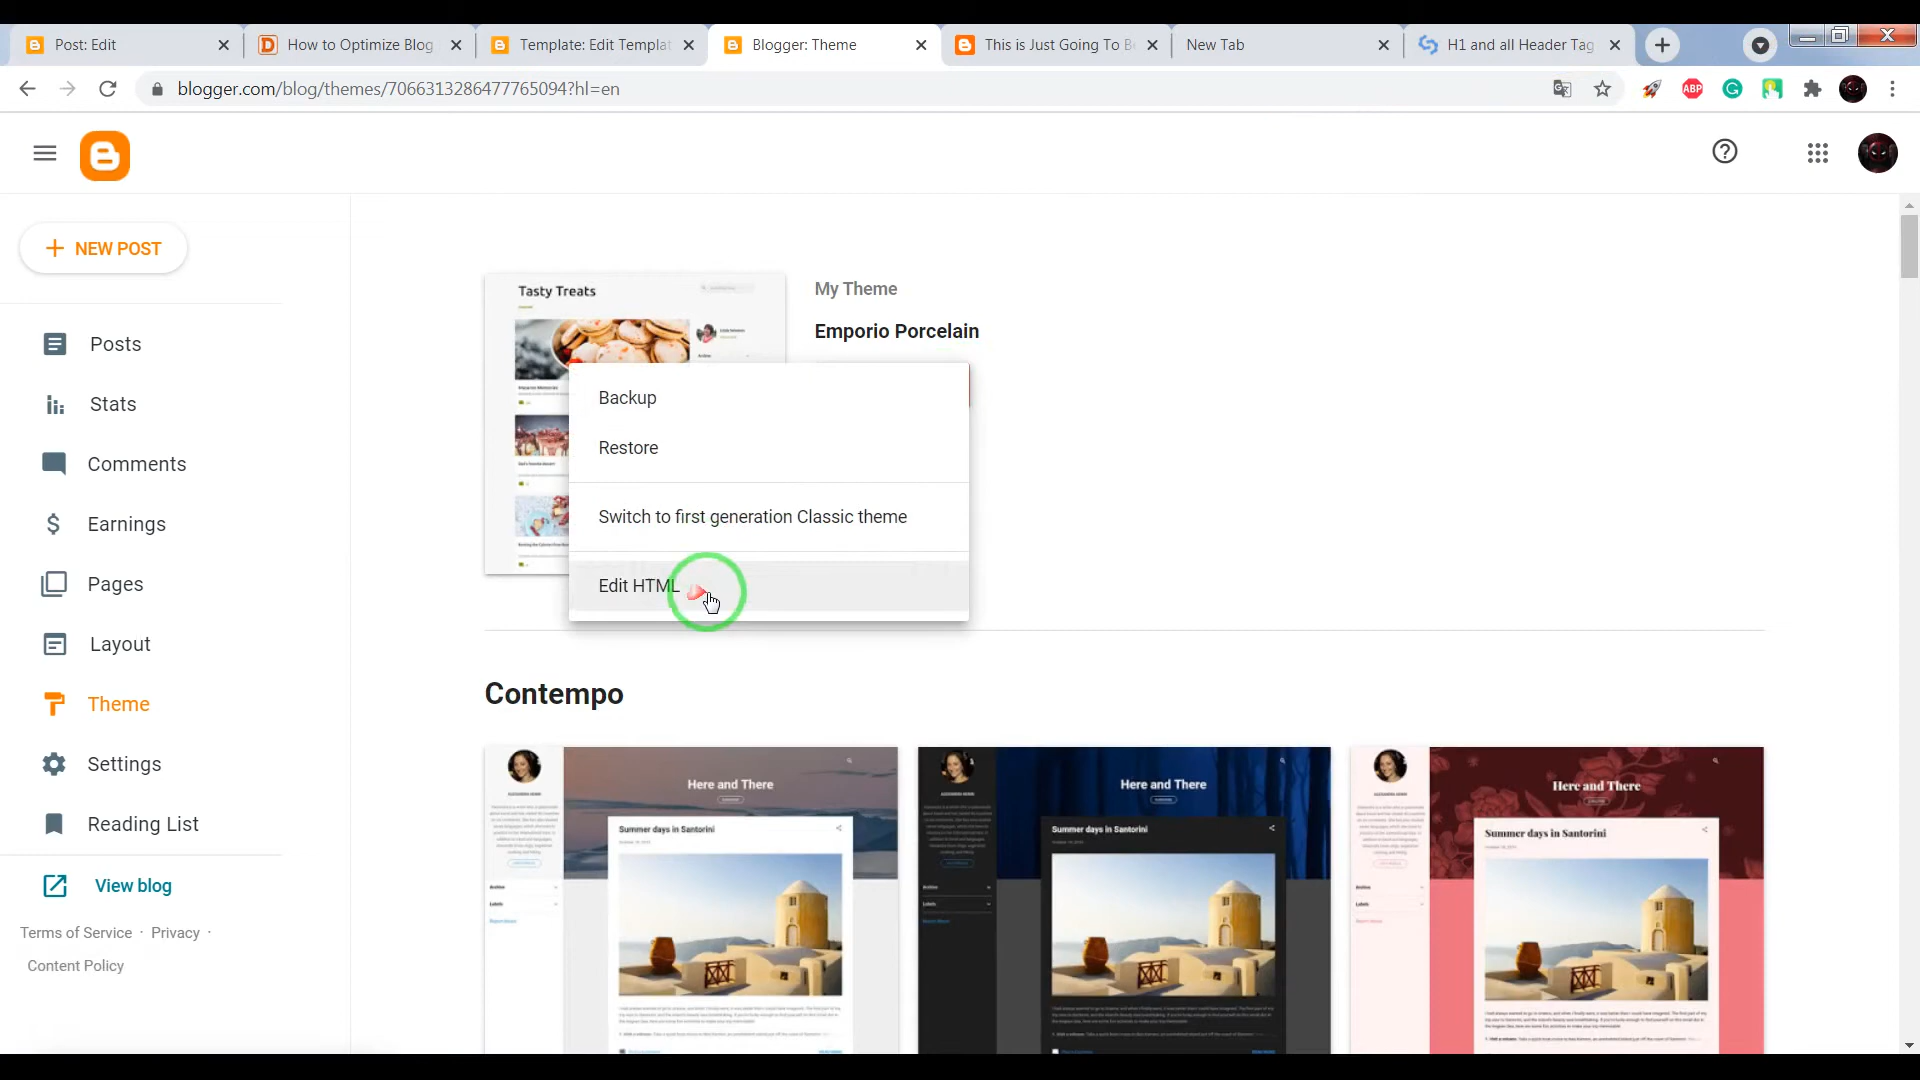 Post: Edit
How to Optimize Blog
Template: Edit Templat
Blogger: Theme
This is Just Going To B
New Tab
H1 and all Header Tag
blogger.com/blog/themes/7066313286477765094?hl=en
ABP
NEW POST
Posts
Stats
Comments
Earnings
Pages
Layout
Theme
Settings
Reading List
View blog
Terms of Service · Privacy ·
Content Policy
Tasty Treats
My Theme
Emporio Porcelain
Backup
Restore
Switch to first generation Classic theme
Edit HTML
Contempo
Here and There
Summer days in Santorini
Here and There
Summer days in Santorini
Here and There
Summer days in Santorini